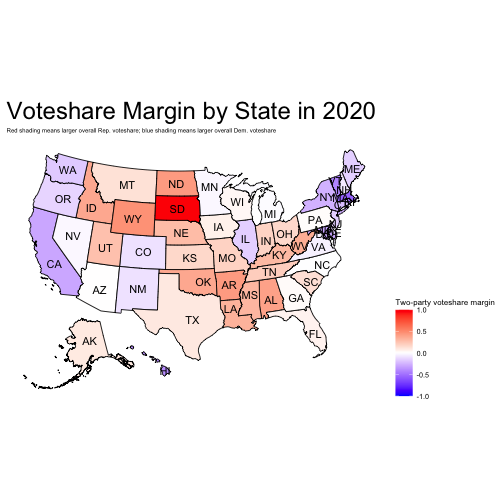 Voteshare Margin by State in 2020
Red shading means larger overall Rep. voteshare; blue shading means larger overall Dem. voteshare
WA
MT
ND
MN
ME
OR
ID
WY
SD
WI
MI
NY
NV
UT
CO
NE
IA
IL
IN
OH
PA
CA
KS
MO
KY
WV
VA
AZ
NM
OK
AR
TN
NC
TX
LA
MS
AL
GA
SC
FL
AK
Two-party voteshare margin
1.0
0.5
0.0
-0.5
-1.0